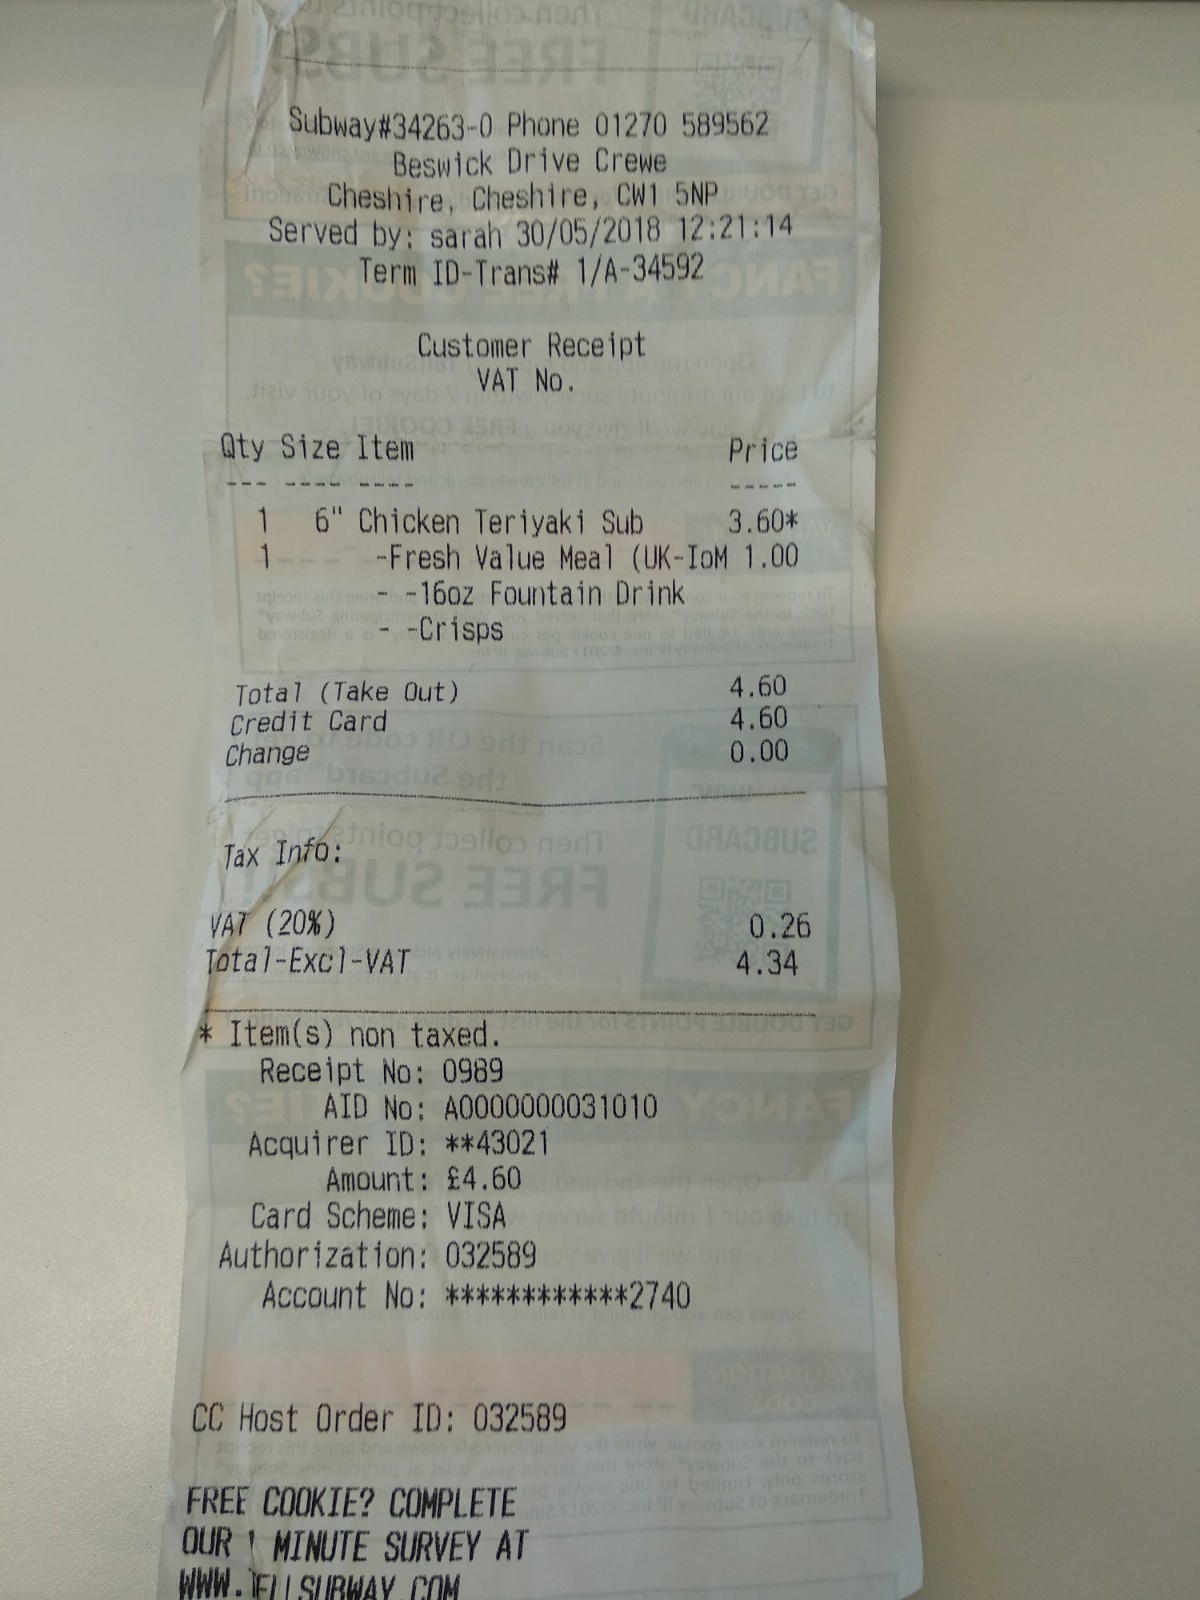 Subway#34263-0 Phone 01270 589562
Beswick Drive Crewe
Cheshire, Cheshire, CW1 5NP
Served by: sarah 30/05/2018 12:21:14
Term ID-Trans# 1/A-34592
Customer Receipt
VAT No.
Qty Size Item Price
--- ---- ---- -----
1 6" Chicken Teriyaki Sub 3.60*
1 -Fresh Value Meal (UK-IoM 1.00
- -16oz Fountain Drink
- -Crisps
Total (Take Out) 4.60
Credit Card 4.60
Change 0.00
Tax Info:
VAT (20%) 0.26
Total-Excl-VAT 4.34
* Item(s) non taxed.
Receipt No: 0989
AID No: A0000000031010
Acquirer ID: **43021
Amount: £4.60
Card Scheme: VISA
Authorization: 032589
Account No: ************2740
CC Host Order ID: 032589
FREE COOKIE? COMPLETE
OUR 1 MINUTE SURVEY AT
WWW.TELLSUBWAY.COM